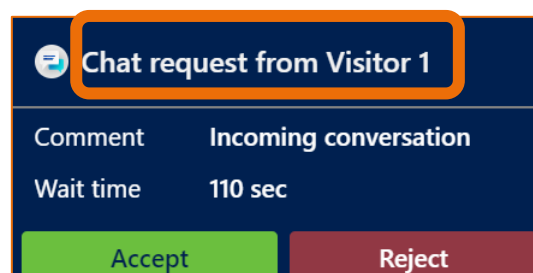 Chat request from Visitor 1
Comment Incoming conversation
Wait time 110 sec
Accept Reject